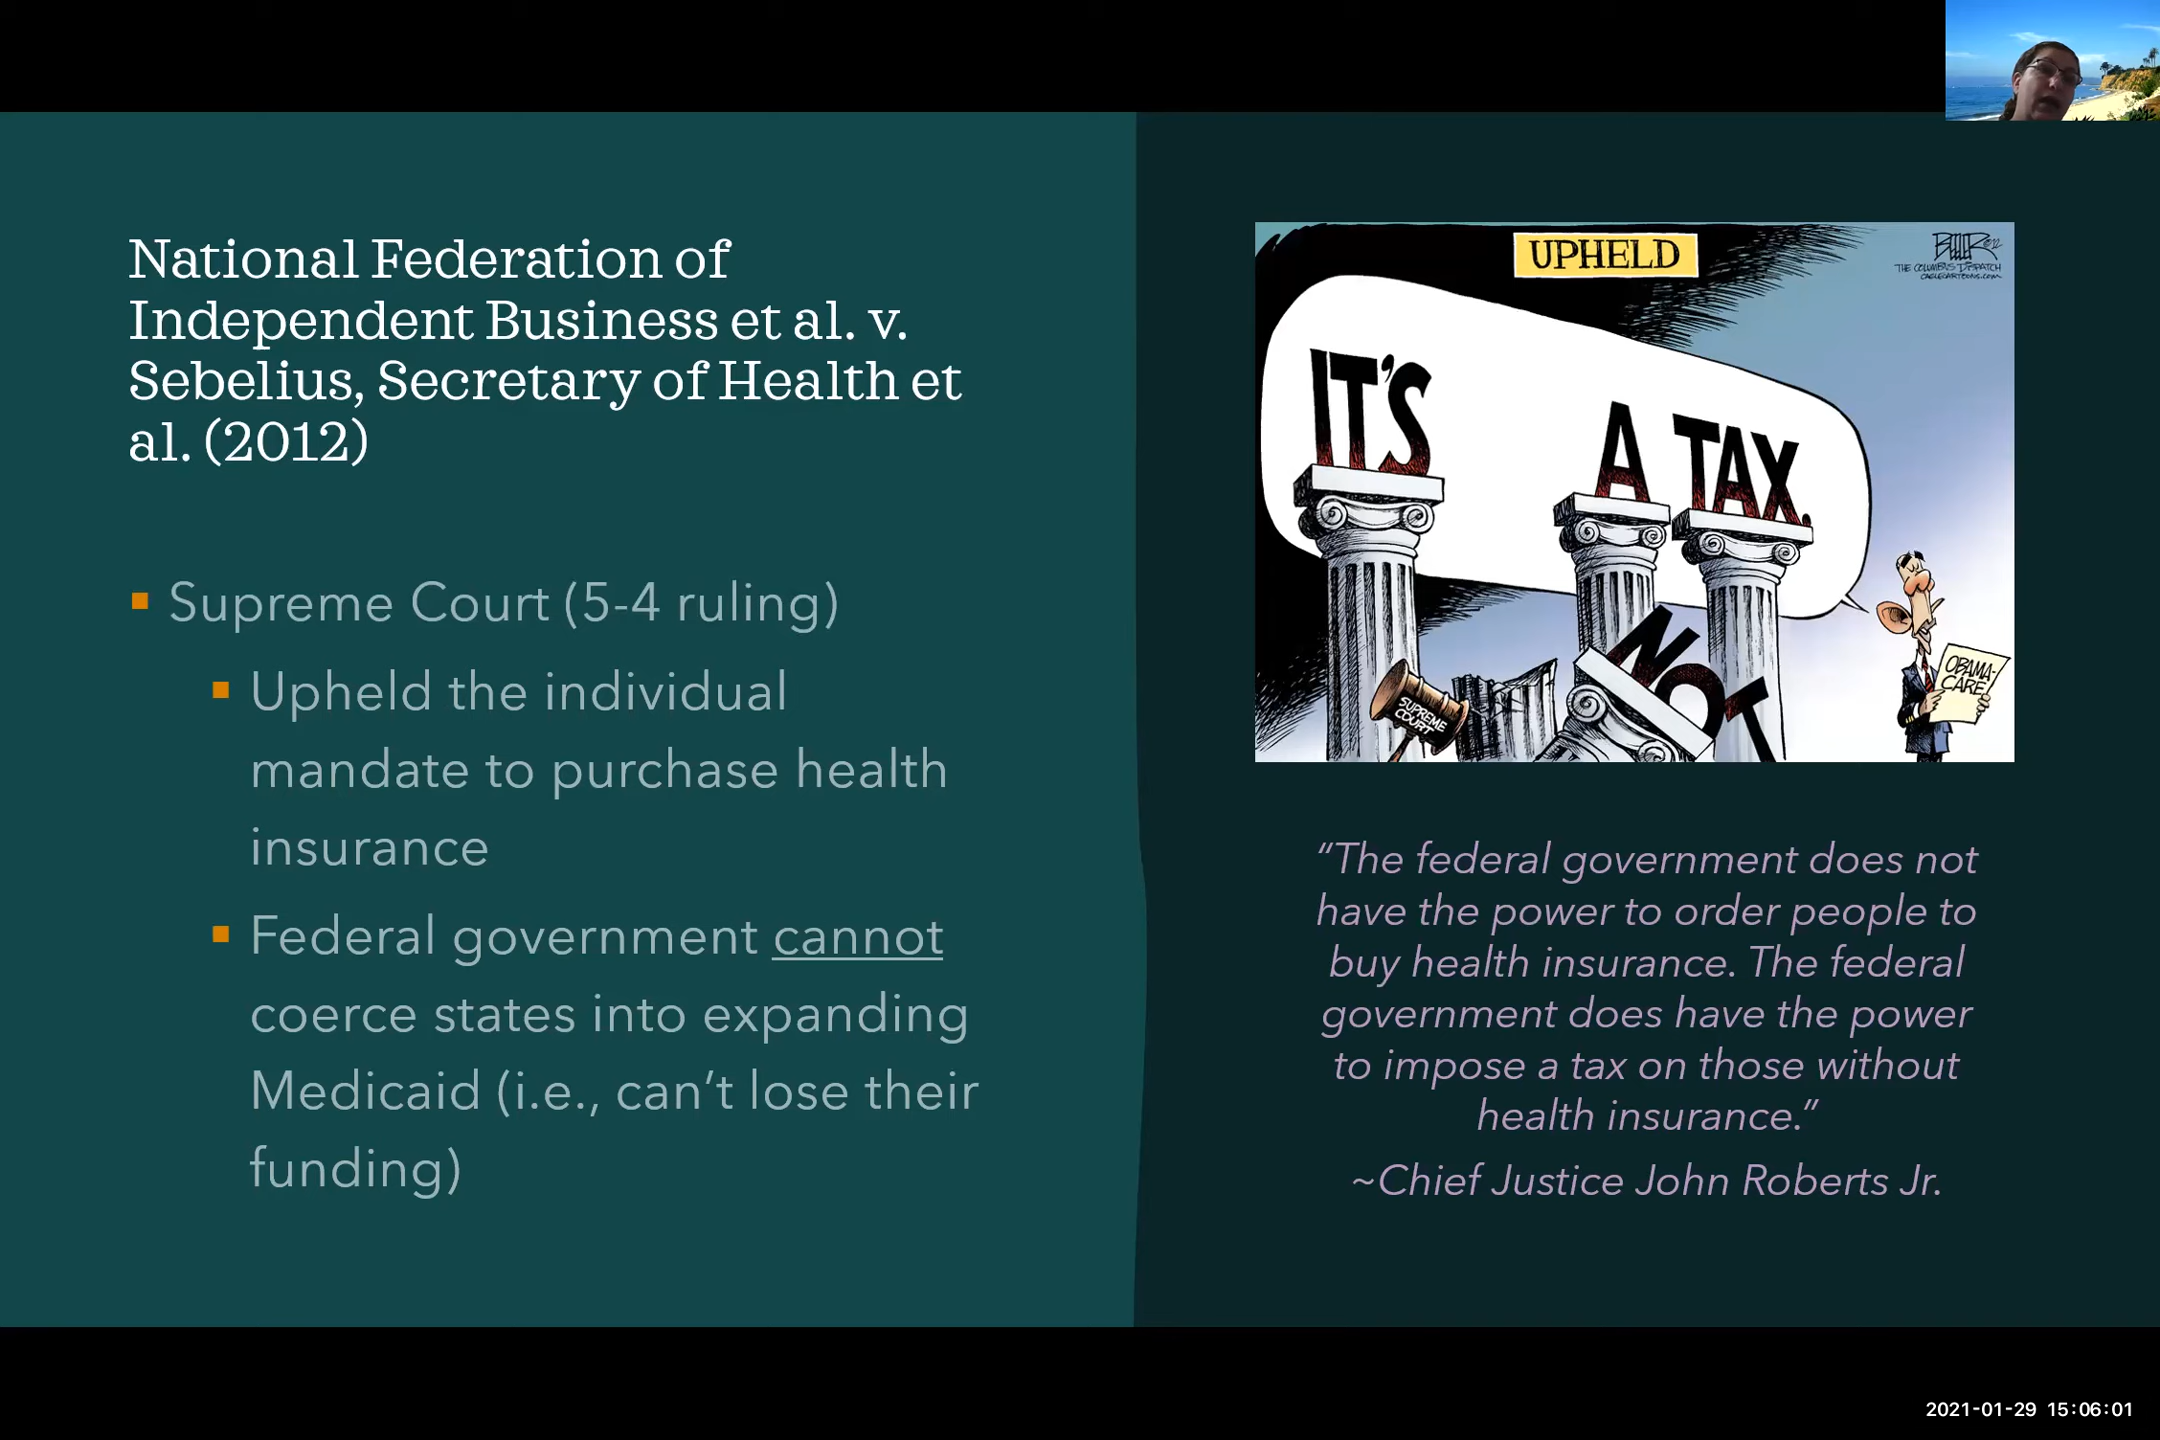 National Federation of
Independent Business et al. v.
Sebelius, Secretary of Health et
al. (2012)
Supreme Court (5-4 ruling)
Upheld the individual
mandate to purchase health
insurance
Federal government cannot
coerce states into expanding
Medicaid (i.e., can’t lose their
funding)
UPHELD
BEELER ©12
THE COLUMBUS DISPATCH
CAGLECARTOONS.COM
IT'S
A TAX.
NOT
SUPREME
COURT
OBAMA-
CARE
“The federal government does not
have the power to order people to
buy health insurance. The federal
government does have the power
to impose a tax on those without
health insurance.”
~Chief Justice John Roberts Jr.
2021-01-29 15:06:01